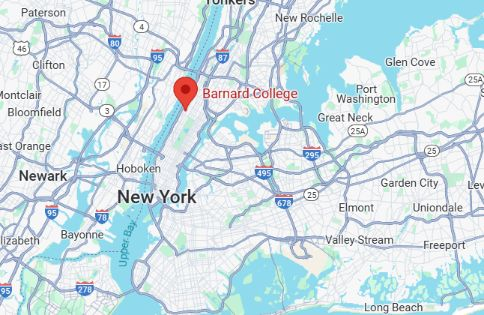 Yonkers
New Rochelle
Paterson
80
95
87
46
Clifton
Glen Cove
17
25A
Montclair
Barnard College
Port
Washington
3
Bloomfield
Great Neck
25A
East Orange
Hoboken
295
495
Newark
Garden City
25
New York
678
95
78
Elmont
Uniondale
Bayonne
Upper Bay
Elizabeth
Valley Stream
Freeport
95
278
Long Beach